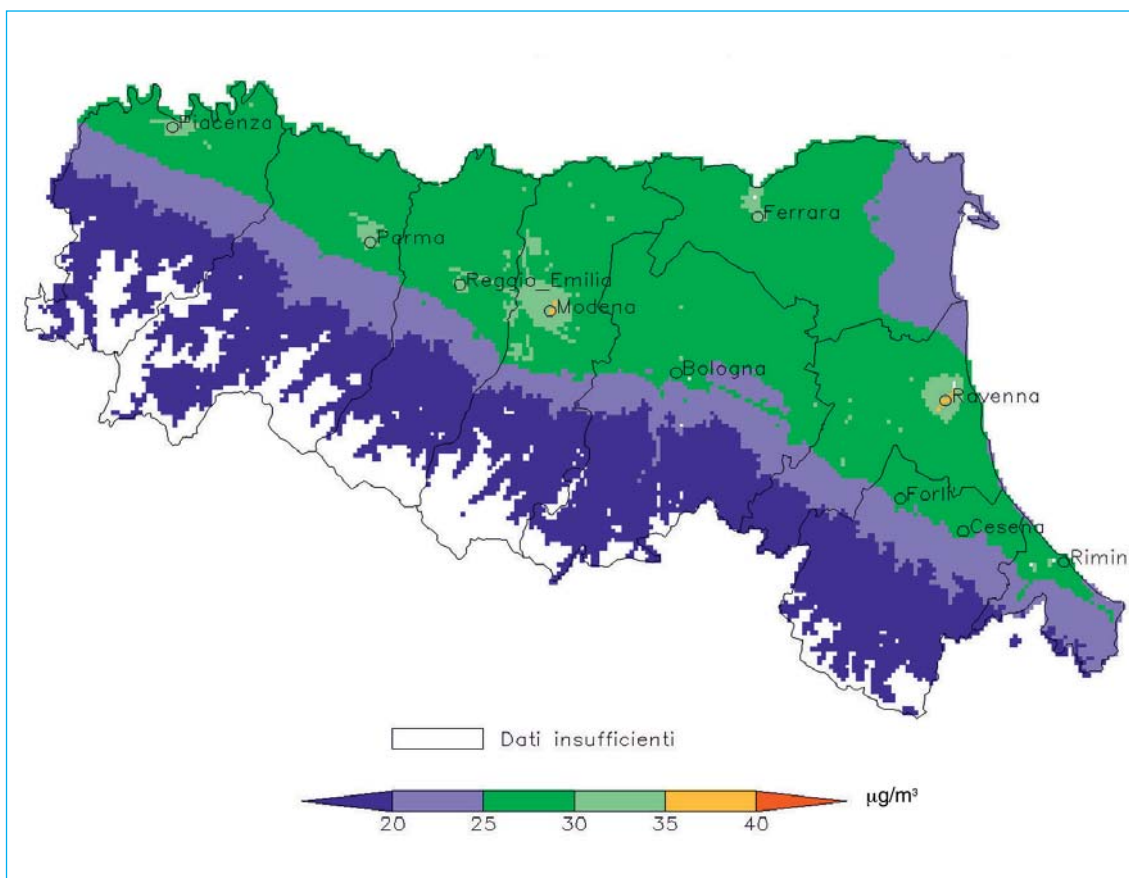 Piacenza
Ferrara
Parma
Reggio_Emilia
Modena
Bologna
Ravenna
Forlì
Cesena
Rimin
Dati insufficienti
µg/m³
20 25 30 35 40